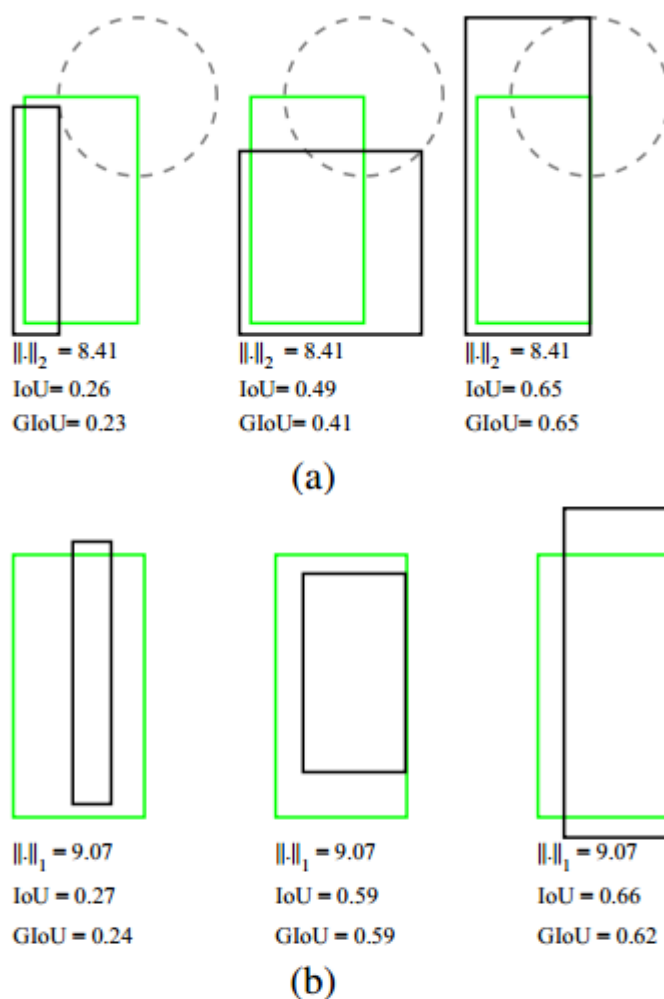 ||.||₂ = 8.41 ||.||₂ = 8.41 ||.||₂ = 8.41
IoU= 0.26 IoU= 0.49 IoU= 0.65
GIoU= 0.23 GIoU= 0.41 GIoU= 0.65
(a)
||.||₁ = 9.07 ||.||₁ = 9.07 ||.||₁ = 9.07
IoU = 0.27 IoU = 0.59 IoU = 0.66
GIoU = 0.24 GIoU = 0.59 GIoU = 0.62
(b)